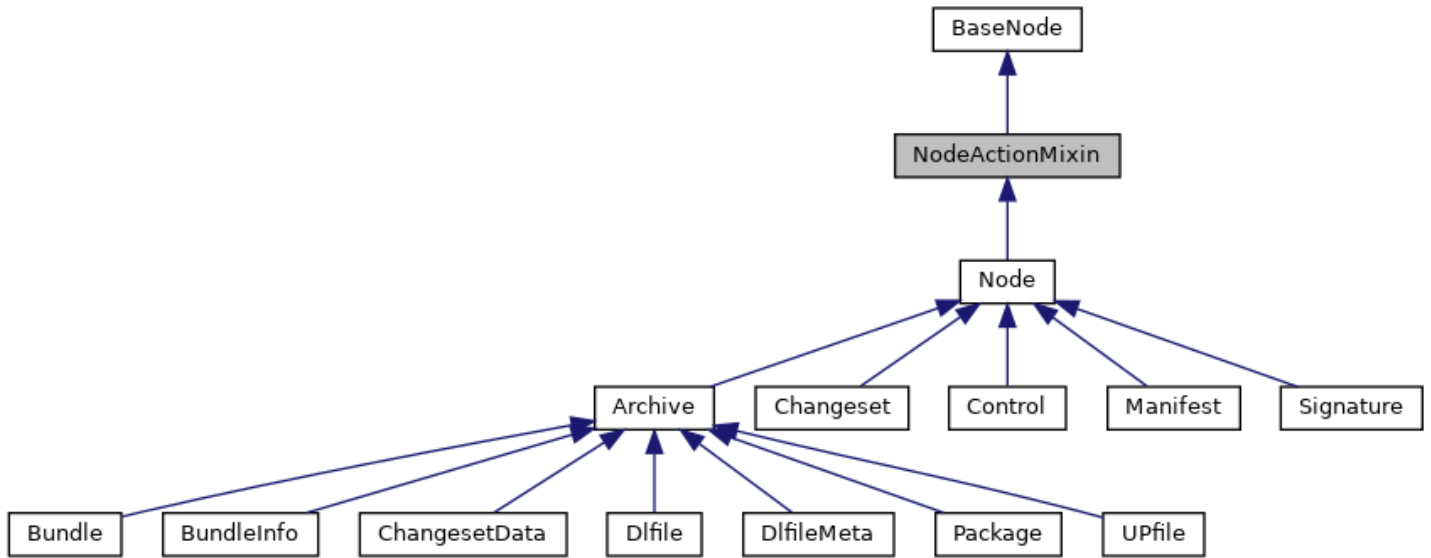 BaseNode
NodeActionMixin
Node
Archive
Changeset
Control
Manifest
Signature
Bundle
BundleInfo
ChangesetData
Dlfile
DlfileMeta
Package
UPfile